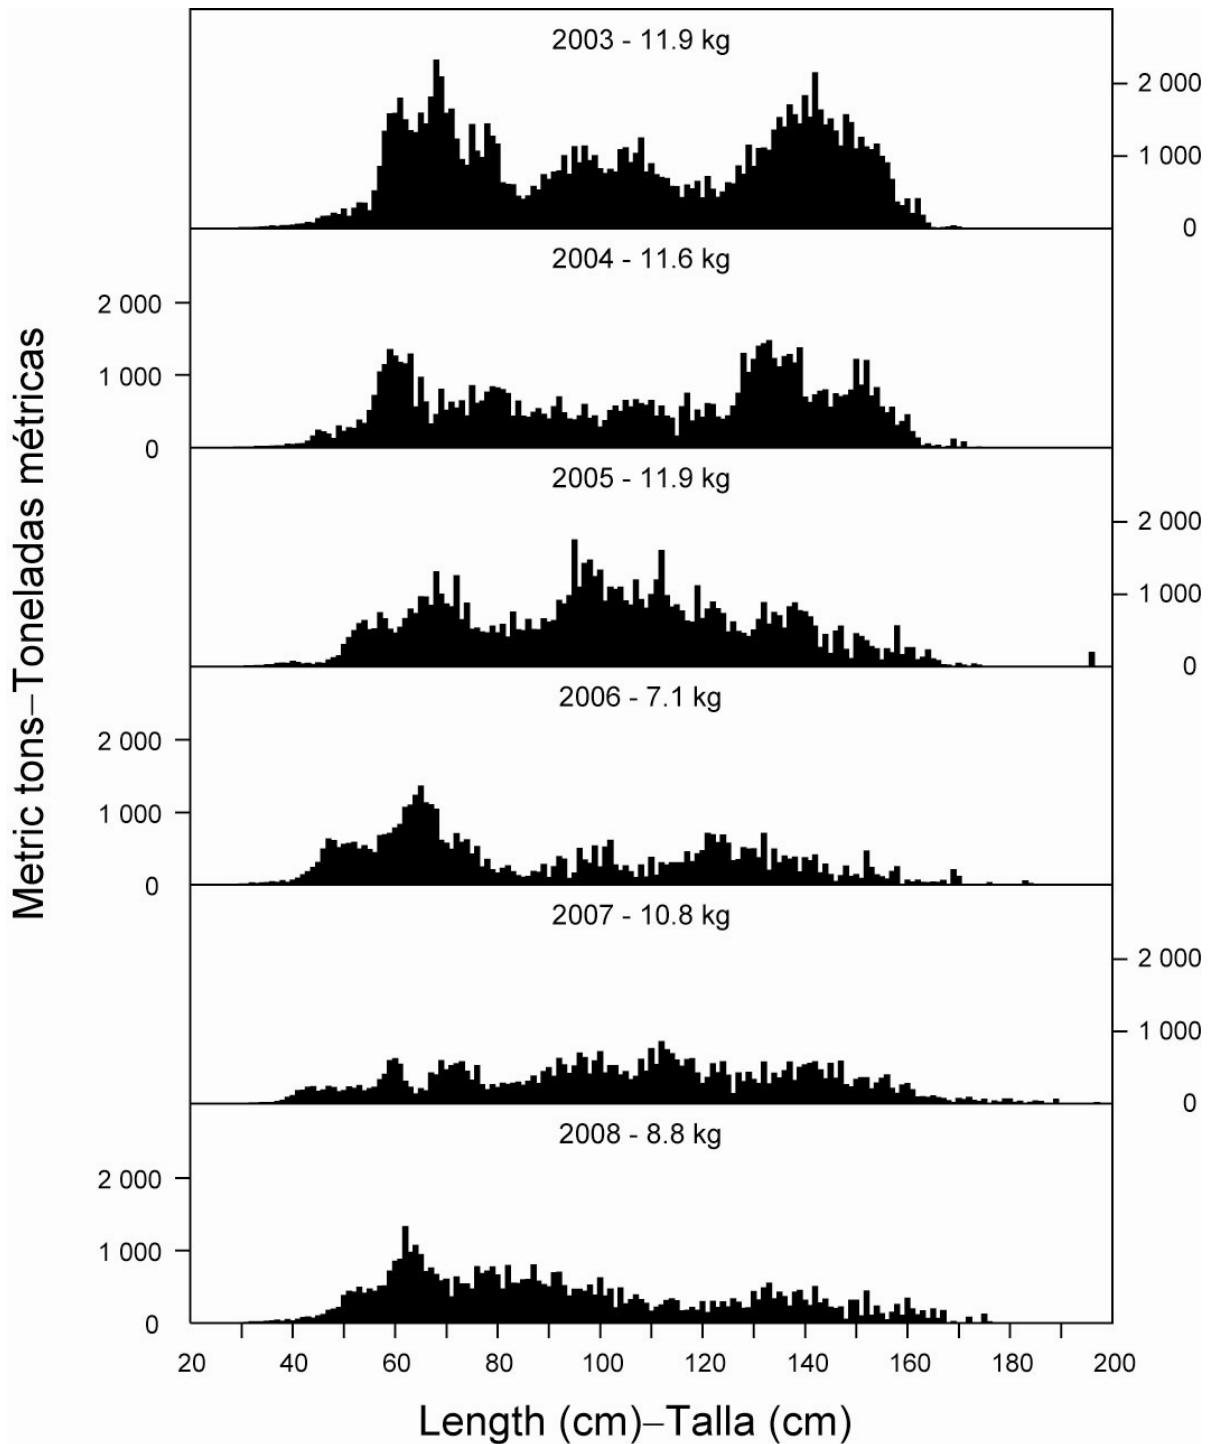 2003 - 11.9 kg
2 000
1 000
0
2004 - 11.6 kg
2 000
1 000
0
2005 - 11.9 kg
2 000
1 000
0
2006 - 7.1 kg
2 000
1 000
0
2007 - 10.8 kg
2 000
1 000
0
2008 - 8.8 kg
2 000
1 000
0
20 40 60 80 100 120 140 160 180 200
Length (cm)–Talla (cm)
Metric tons–Toneladas métricas